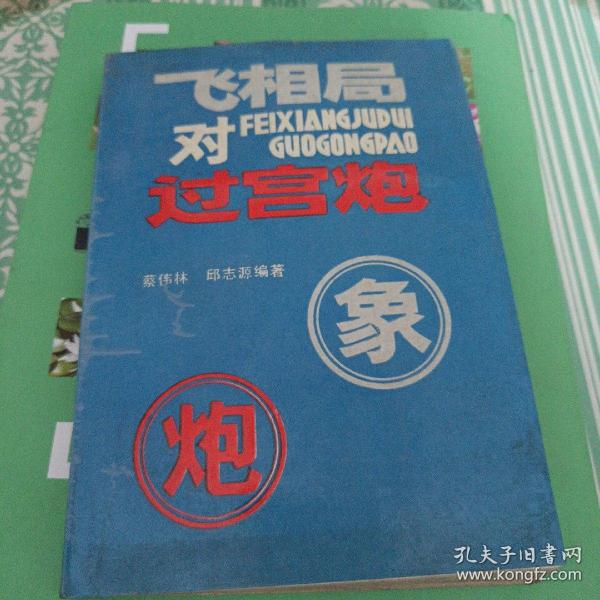 飞相局
对 FEIXIANGJUDUI
GUOGONGPAO
过宫炮
蔡伟林 邱志源编著
象
炮
孔夫子旧书网
www.kongfz.com